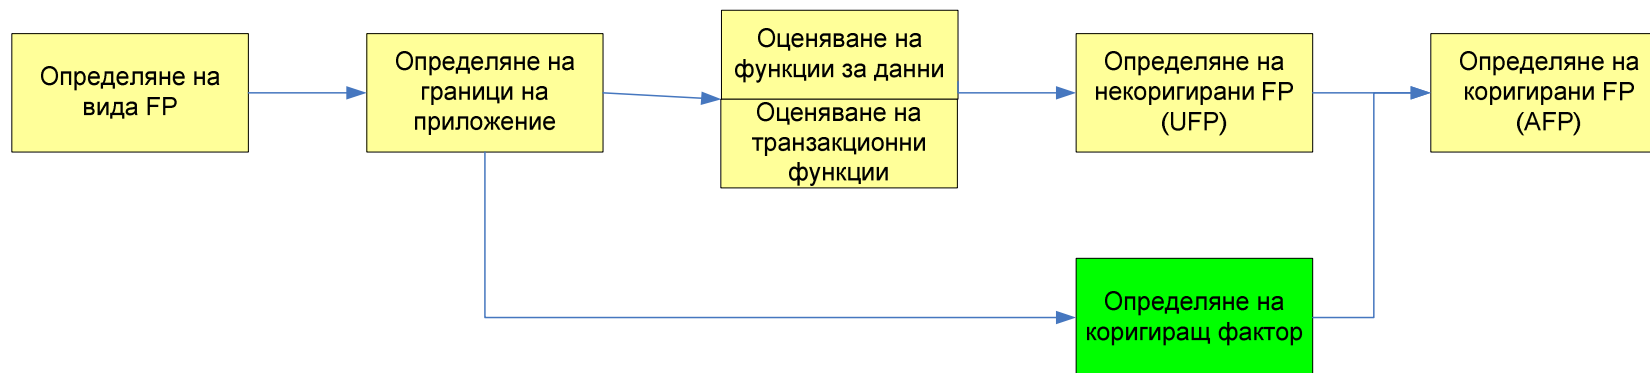 Определяне на
вида FP
Определяне на
граници на
приложение
Оценяване на
функции за данни
Оценяване на
транзакционни
функции
Определяне на
некоригирани FP
(UFP)
Определяне на
коригирани FP
(AFP)
Определяне на
коригиращ фактор